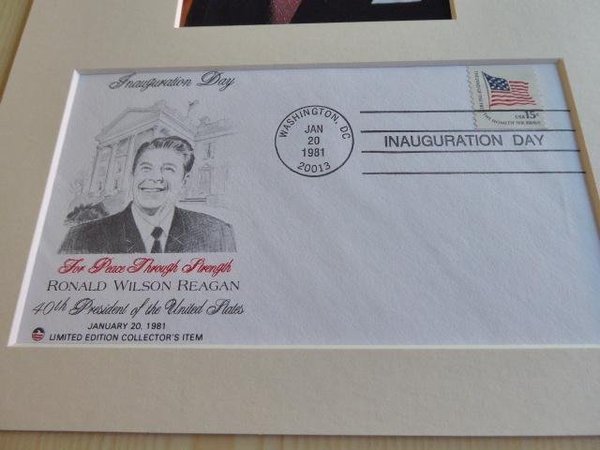 Inauguration Day
WASHINGTON, DC
JAN
20
1981
20013
INAUGURATION DAY
USA 15c
For Peace Through Strength
RONALD WILSON REAGAN
40th President of the United States
JANUARY 20, 1981
LIMITED EDITION COLLECTOR'S ITEM